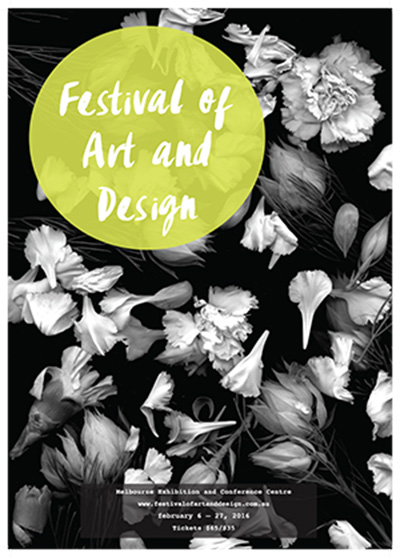 Festival of
Art and
Design
Melbourne Exhibition and Conference Centre
www.festivalofartanddesign.com.au
february 6 – 27, 2016
Tickets $65/$35